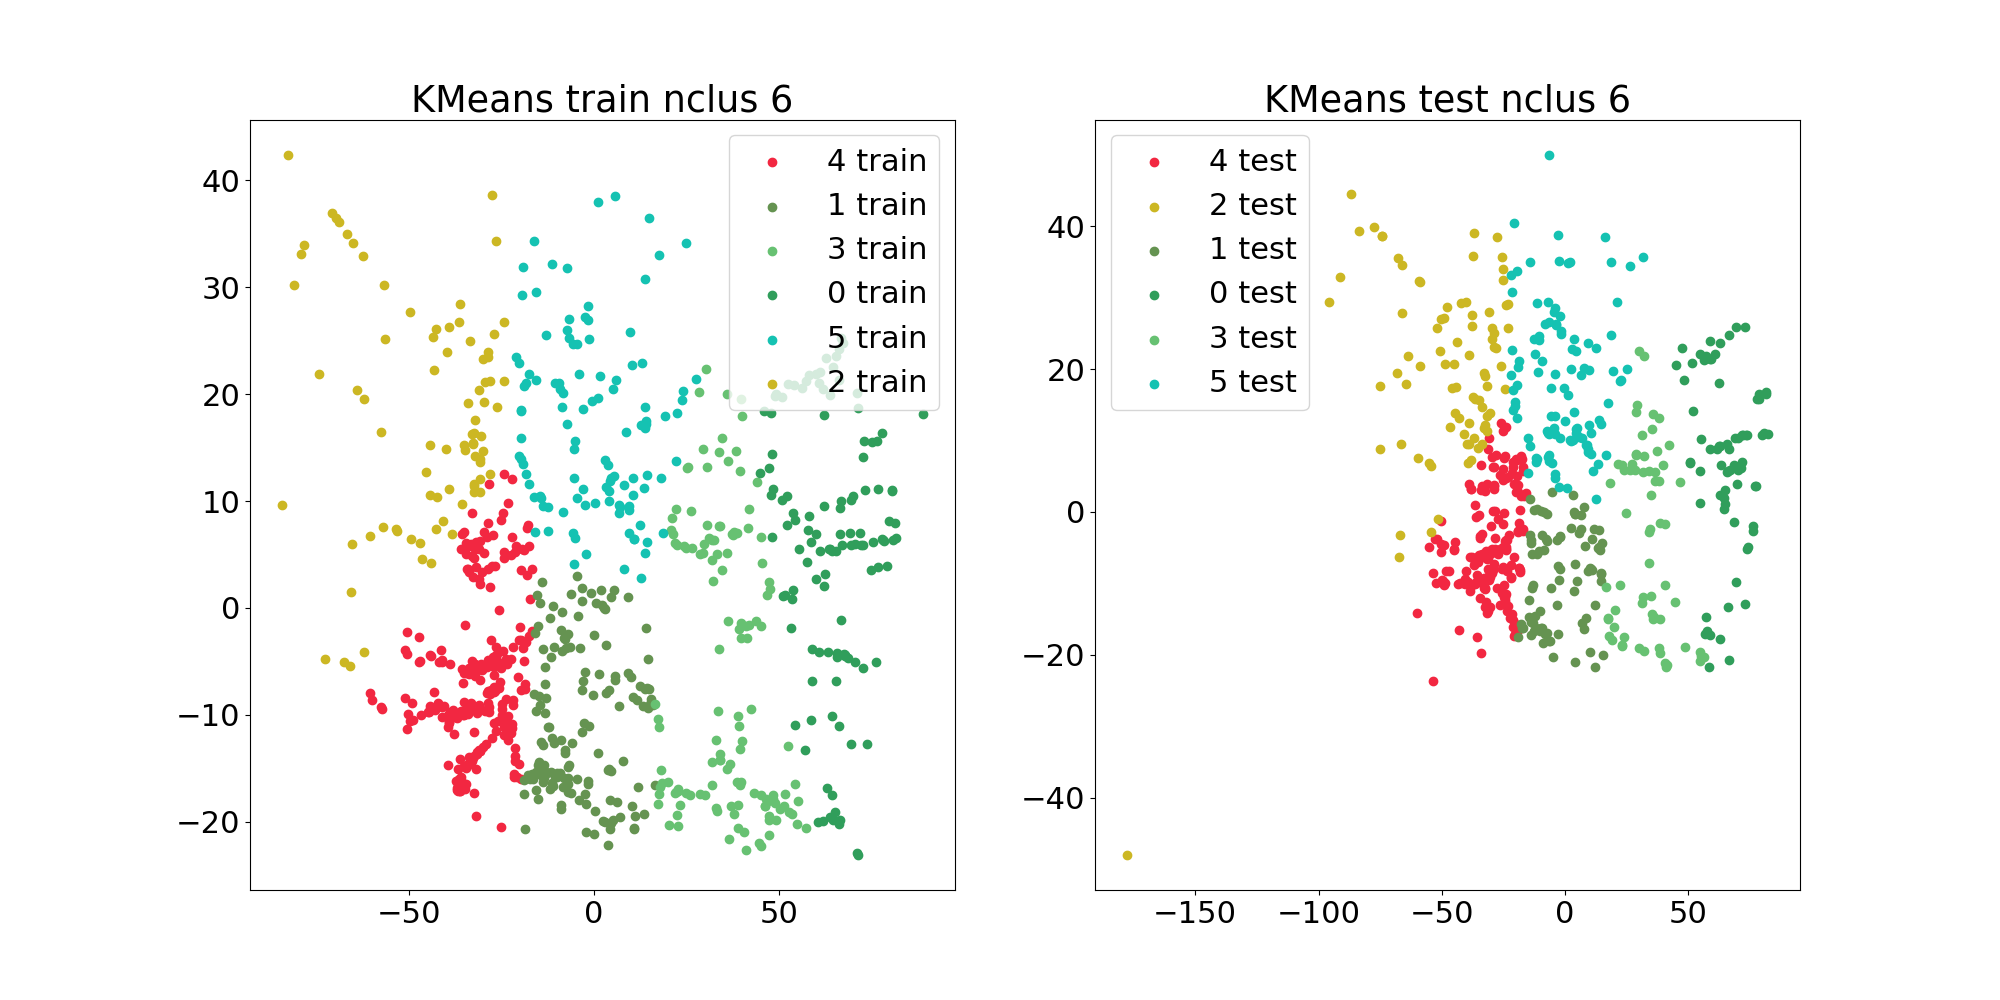 KMeans train nclus 6
40
30
20
10
0
−10
−20
−50
0
50
4 train
1 train
3 train
0 train
5 train
2 train
KMeans test nclus 6
40
20
0
−20
−40
−150
−100
−50
0
50
4 test
2 test
1 test
0 test
3 test
5 test